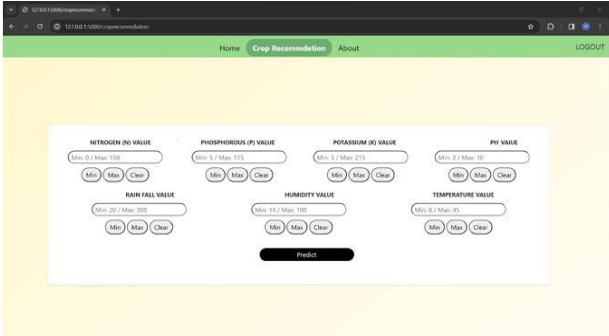 127.0.0.1:5000/croprecommendation
Home Crop Recommdation About LOGOUT
NITROGEN (N) VALUE PHOSPHOROUS (P) VALUE POTASSIUM (K) VALUE PH VAlUE
Min: 0 / Max: 150 Min: 5 / Max: 115 Min: 5 / Max: 215 Min: 3 / Max: 10
Min Max Clear Min Max Clear Min Max Clear Min Max Clear
RAIN FALL VALUE HUMIDITY VALUE TEMPERATURE VALUE
Min: 20 / Max: 300 Min: 14 / Max: 100 Min: 8 / Max: 45
Min Max Clear Min Max Clear Min Max Clear
Predict